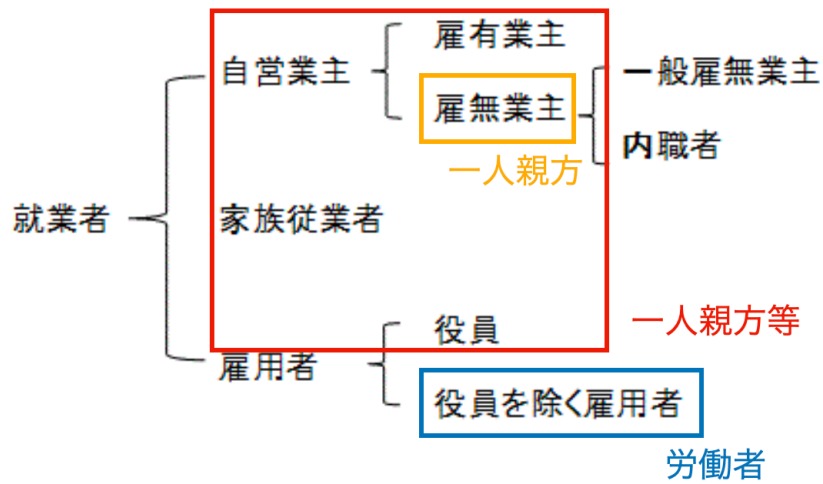 就業者
自営業主
雇有業主
雇無業主
一般雇無業主
内職者
一人親方
家族従業者
一人親方等
雇用者
役員
役員を除く雇用者
労働者